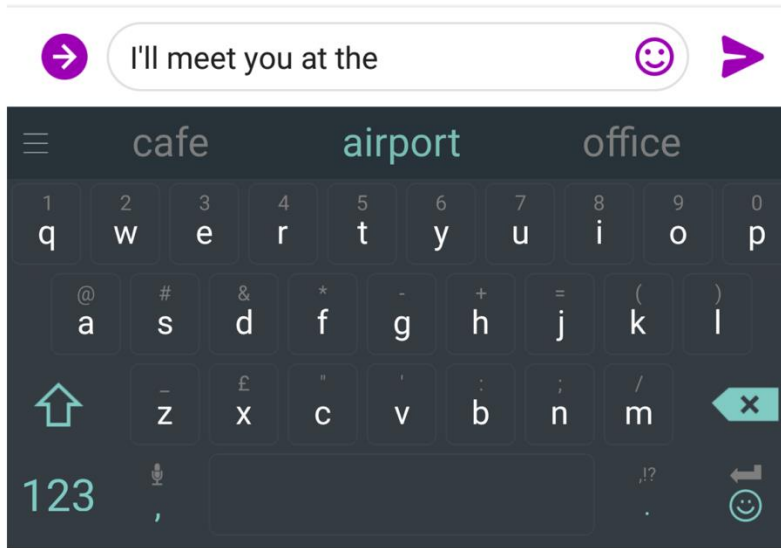 I'll meet you at the
cafe airport office
1 2 3 4 5 6 7 8 9 0
q w e r t y u i o p
@ # & * - + = ( )
a s d f g h j k l
_ £ " ' : ; /
z x c v b n m
123 , ,!? .